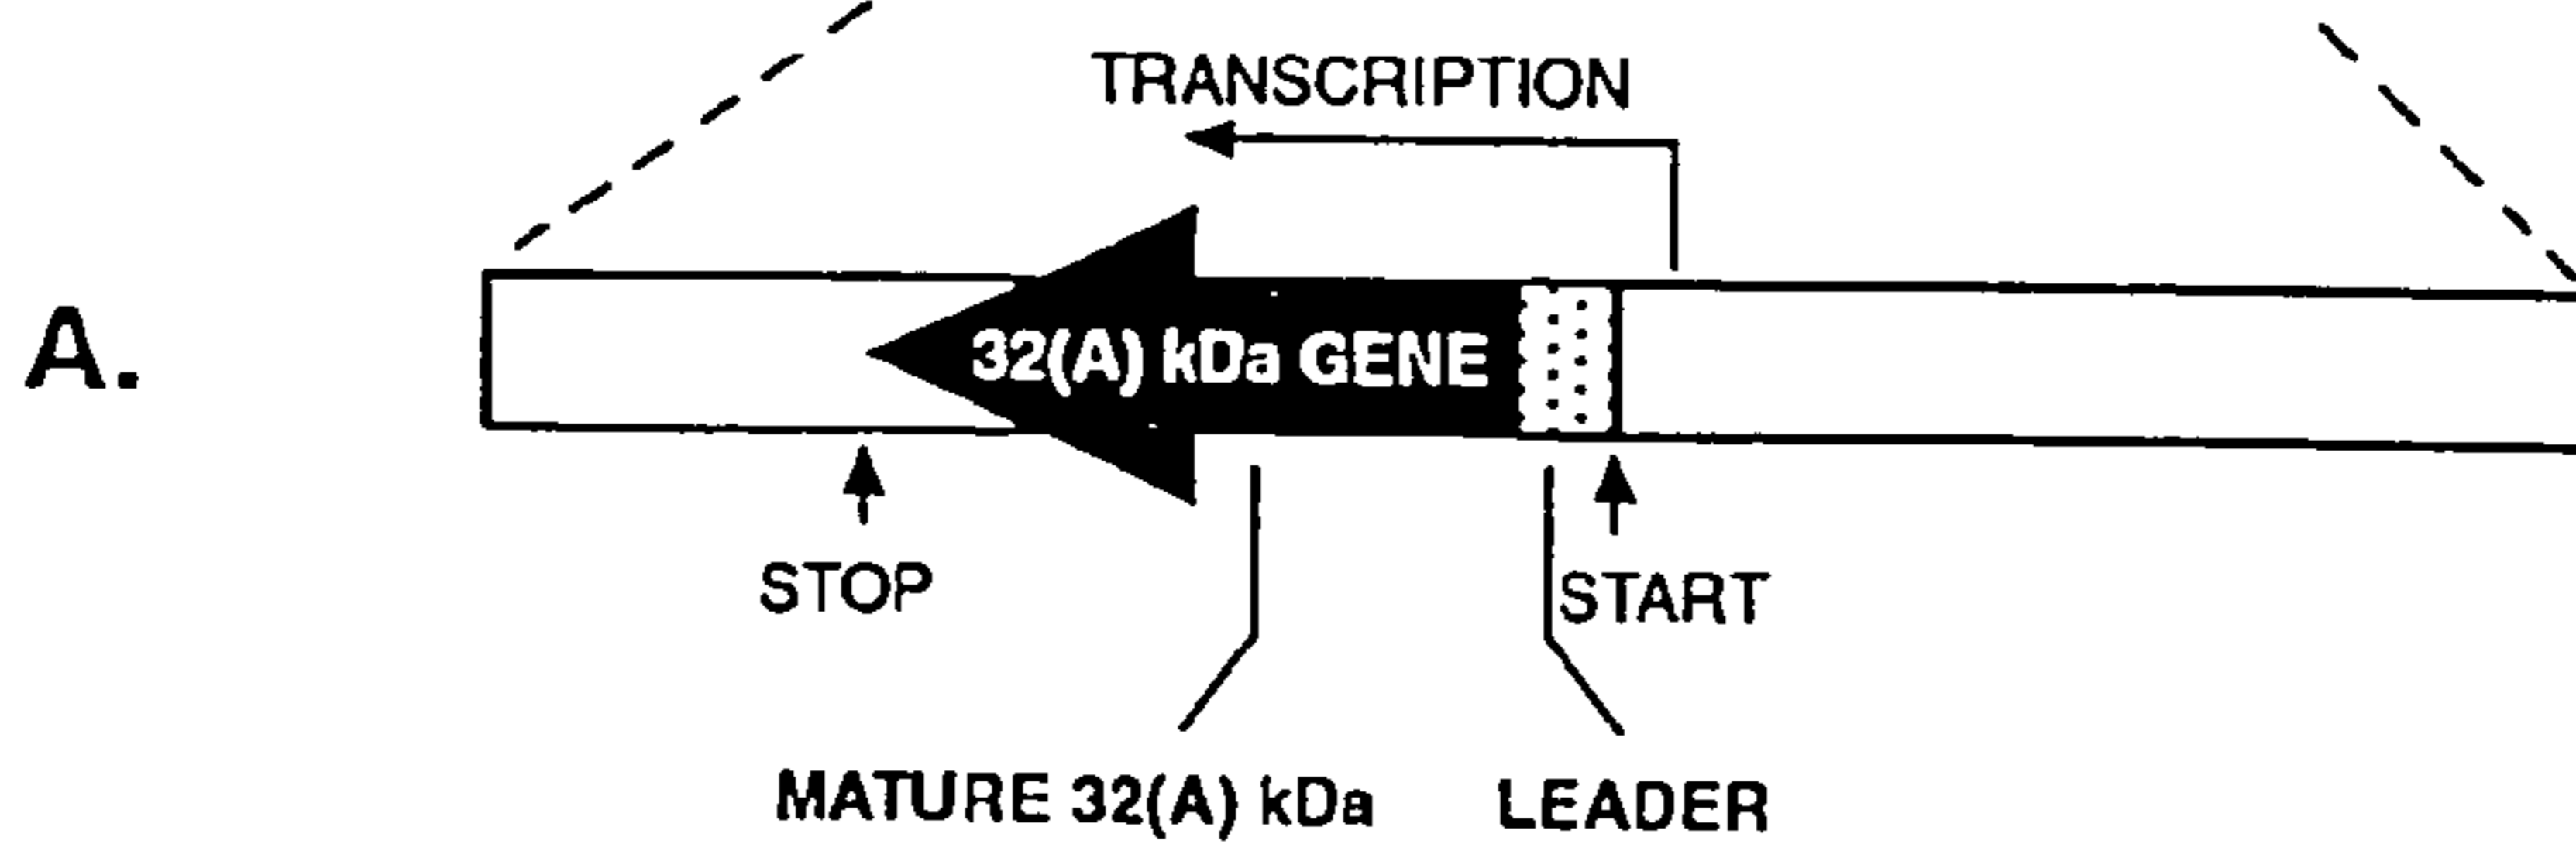 TRANSCRIPTION
A.
32(A) kDa GENE
STOP
START
MATURE 32(A) kDa
LEADER